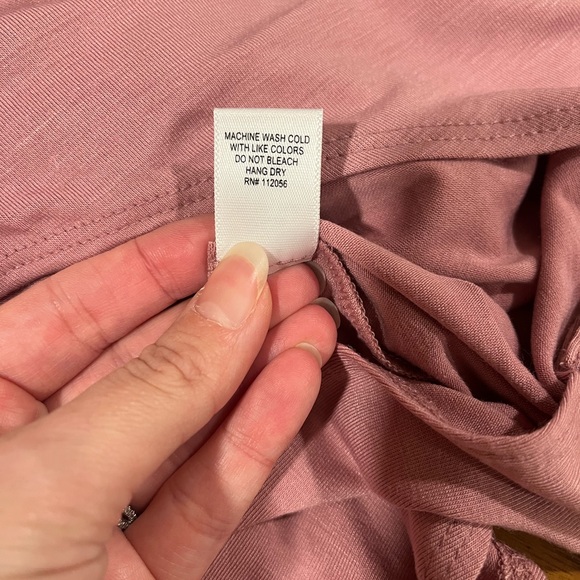 MACHINE WASH COLD
WITH LIKE COLORS
DO NOT BLEACH
HANG DRY
RN# 112056